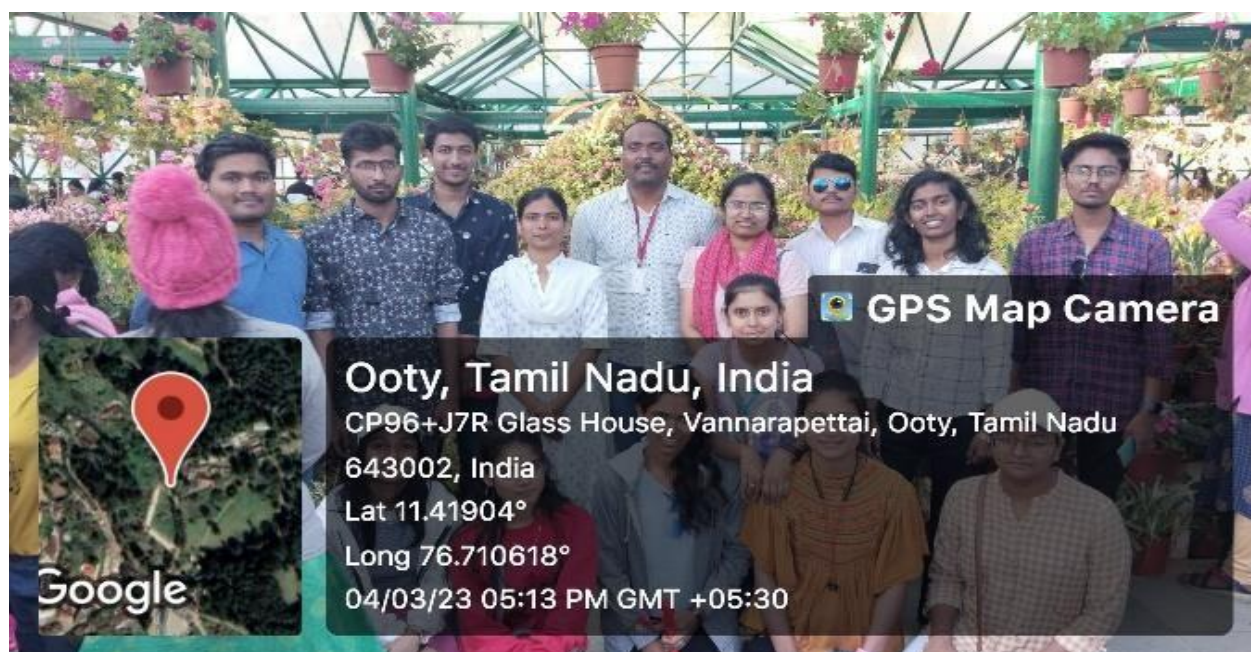 GPS Map Camera
Ooty, Tamil Nadu, India
CP96+J7R Glass House, Vannarapettai, Ooty, Tamil Nadu
643002, India
Lat 11.41904°
Long 76.710618°
04/03/23 05:13 PM GMT +05:30
Google